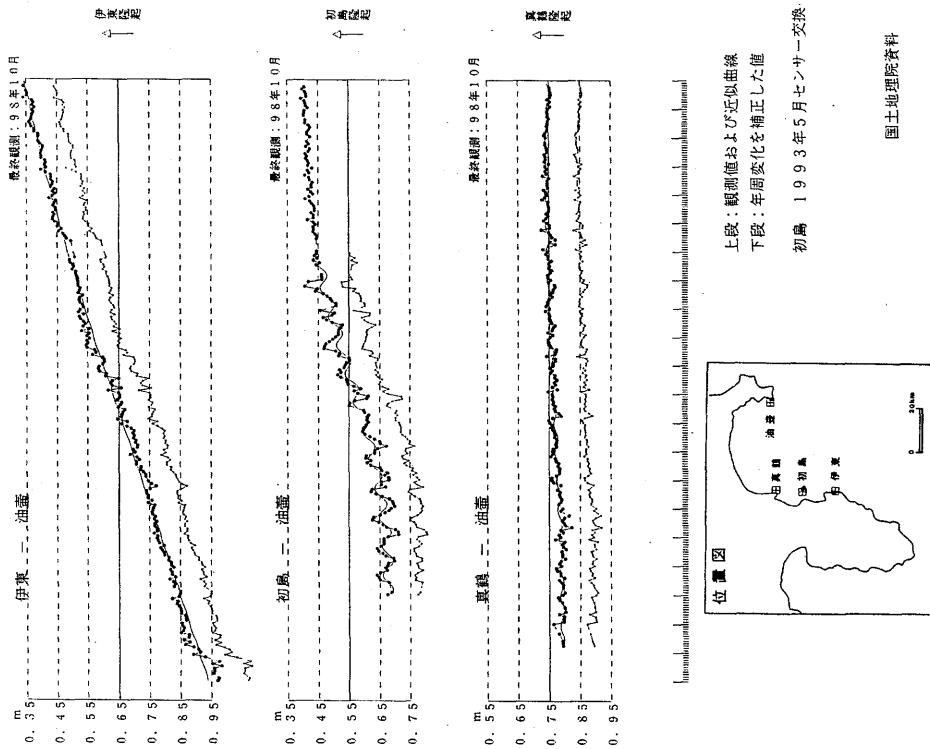 伊東 － 油壷
最終観測：98年10月
伊東隆起
m
0.35
0.45
0.55
0.65
0.75
0.85
0.95
初島 － 油壷
最終観測：98年10月
初島隆起
m
0.35
0.45
0.55
0.65
0.75
真鶴 － 油壷
最終観測：98年10月
真鶴隆起
m
0.55
0.65
0.75
0.85
0.95
位置図
油壷
真鶴
初島
伊東
0
20km
上段：観測値および近似曲線
下段：年周変化を補正した値
初島 1993年5月センサー交換
国土地理院資料